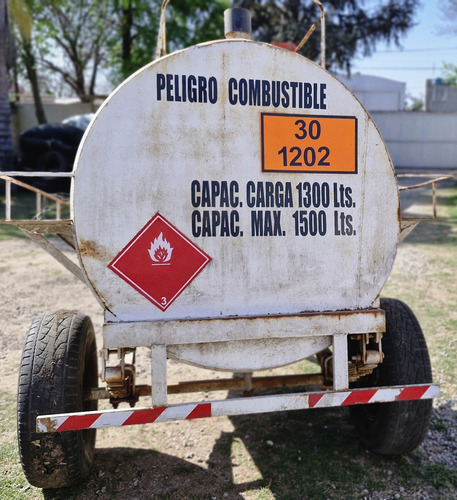 PELIGRO COMBUSTIBLE
30
1202
CAPAC. CARGA 1300 Lts.
CAPAC. MAX. 1500 Lts.
3